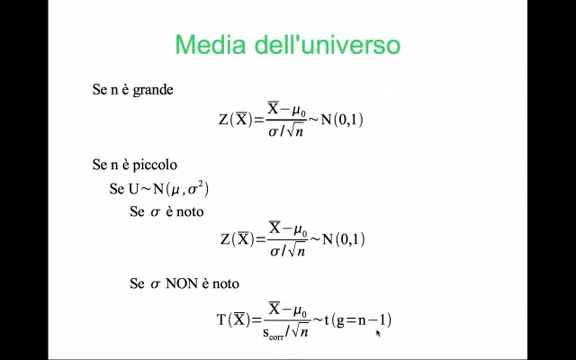 Media dell'universo
Se n è grande
Z(X̅)=X̅−μ₀/σ/√n ~N(0,1)
Se n è piccolo
Se U~N(μ,σ²)
Se σ è noto
Z(X̅)=X̅−μ₀/σ/√n ~N(0,1)
Se σ NON è noto
T(X̅)=X̅−μ₀/s_corr/√n ~t(g=n−1)